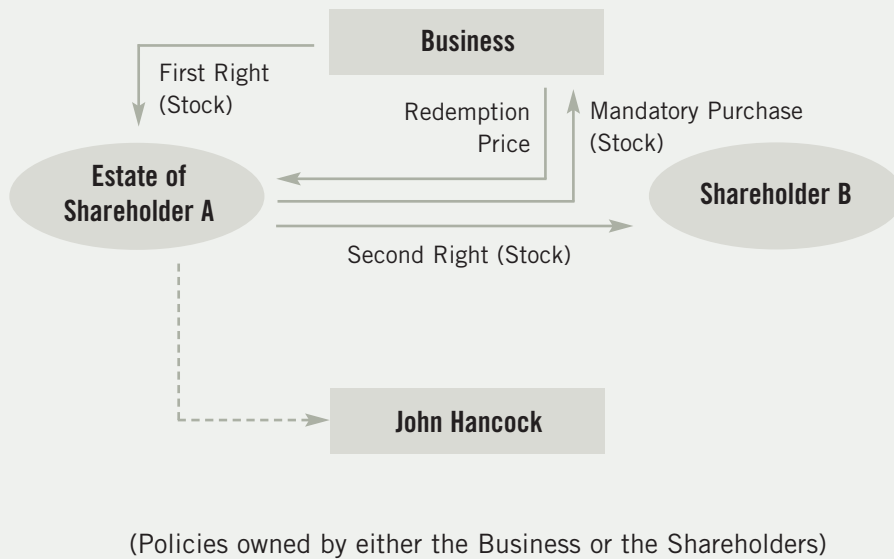 Business
First Right
(Stock)
Redemption
Price
Mandatory Purchase
(Stock)
Estate of
Shareholder A
Shareholder B
Second Right (Stock)
John Hancock
(Policies owned by either the Business or the Shareholders)